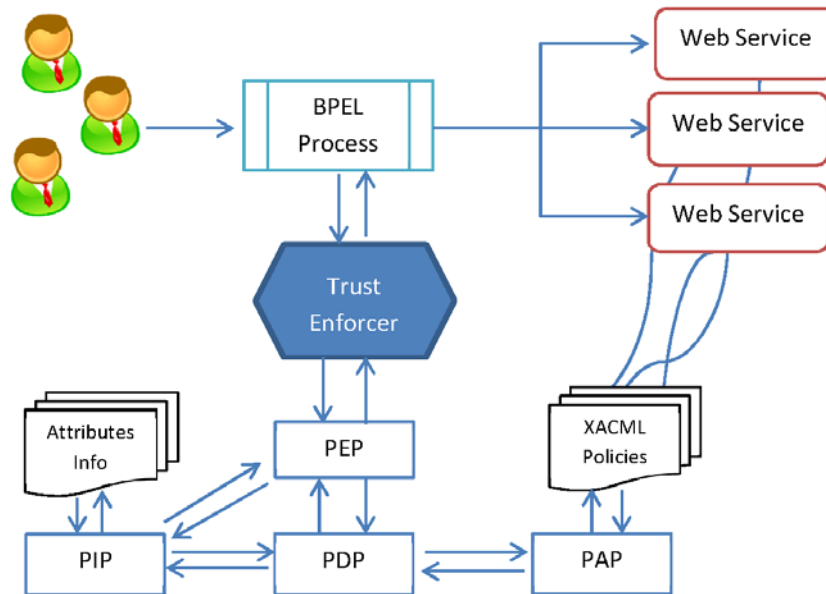 Web Service
BPEL
Process
Web Service
Web Service
Trust
Enforcer
Attributes
Info
PEP
XACML
Policies
PIP
PDP
PAP